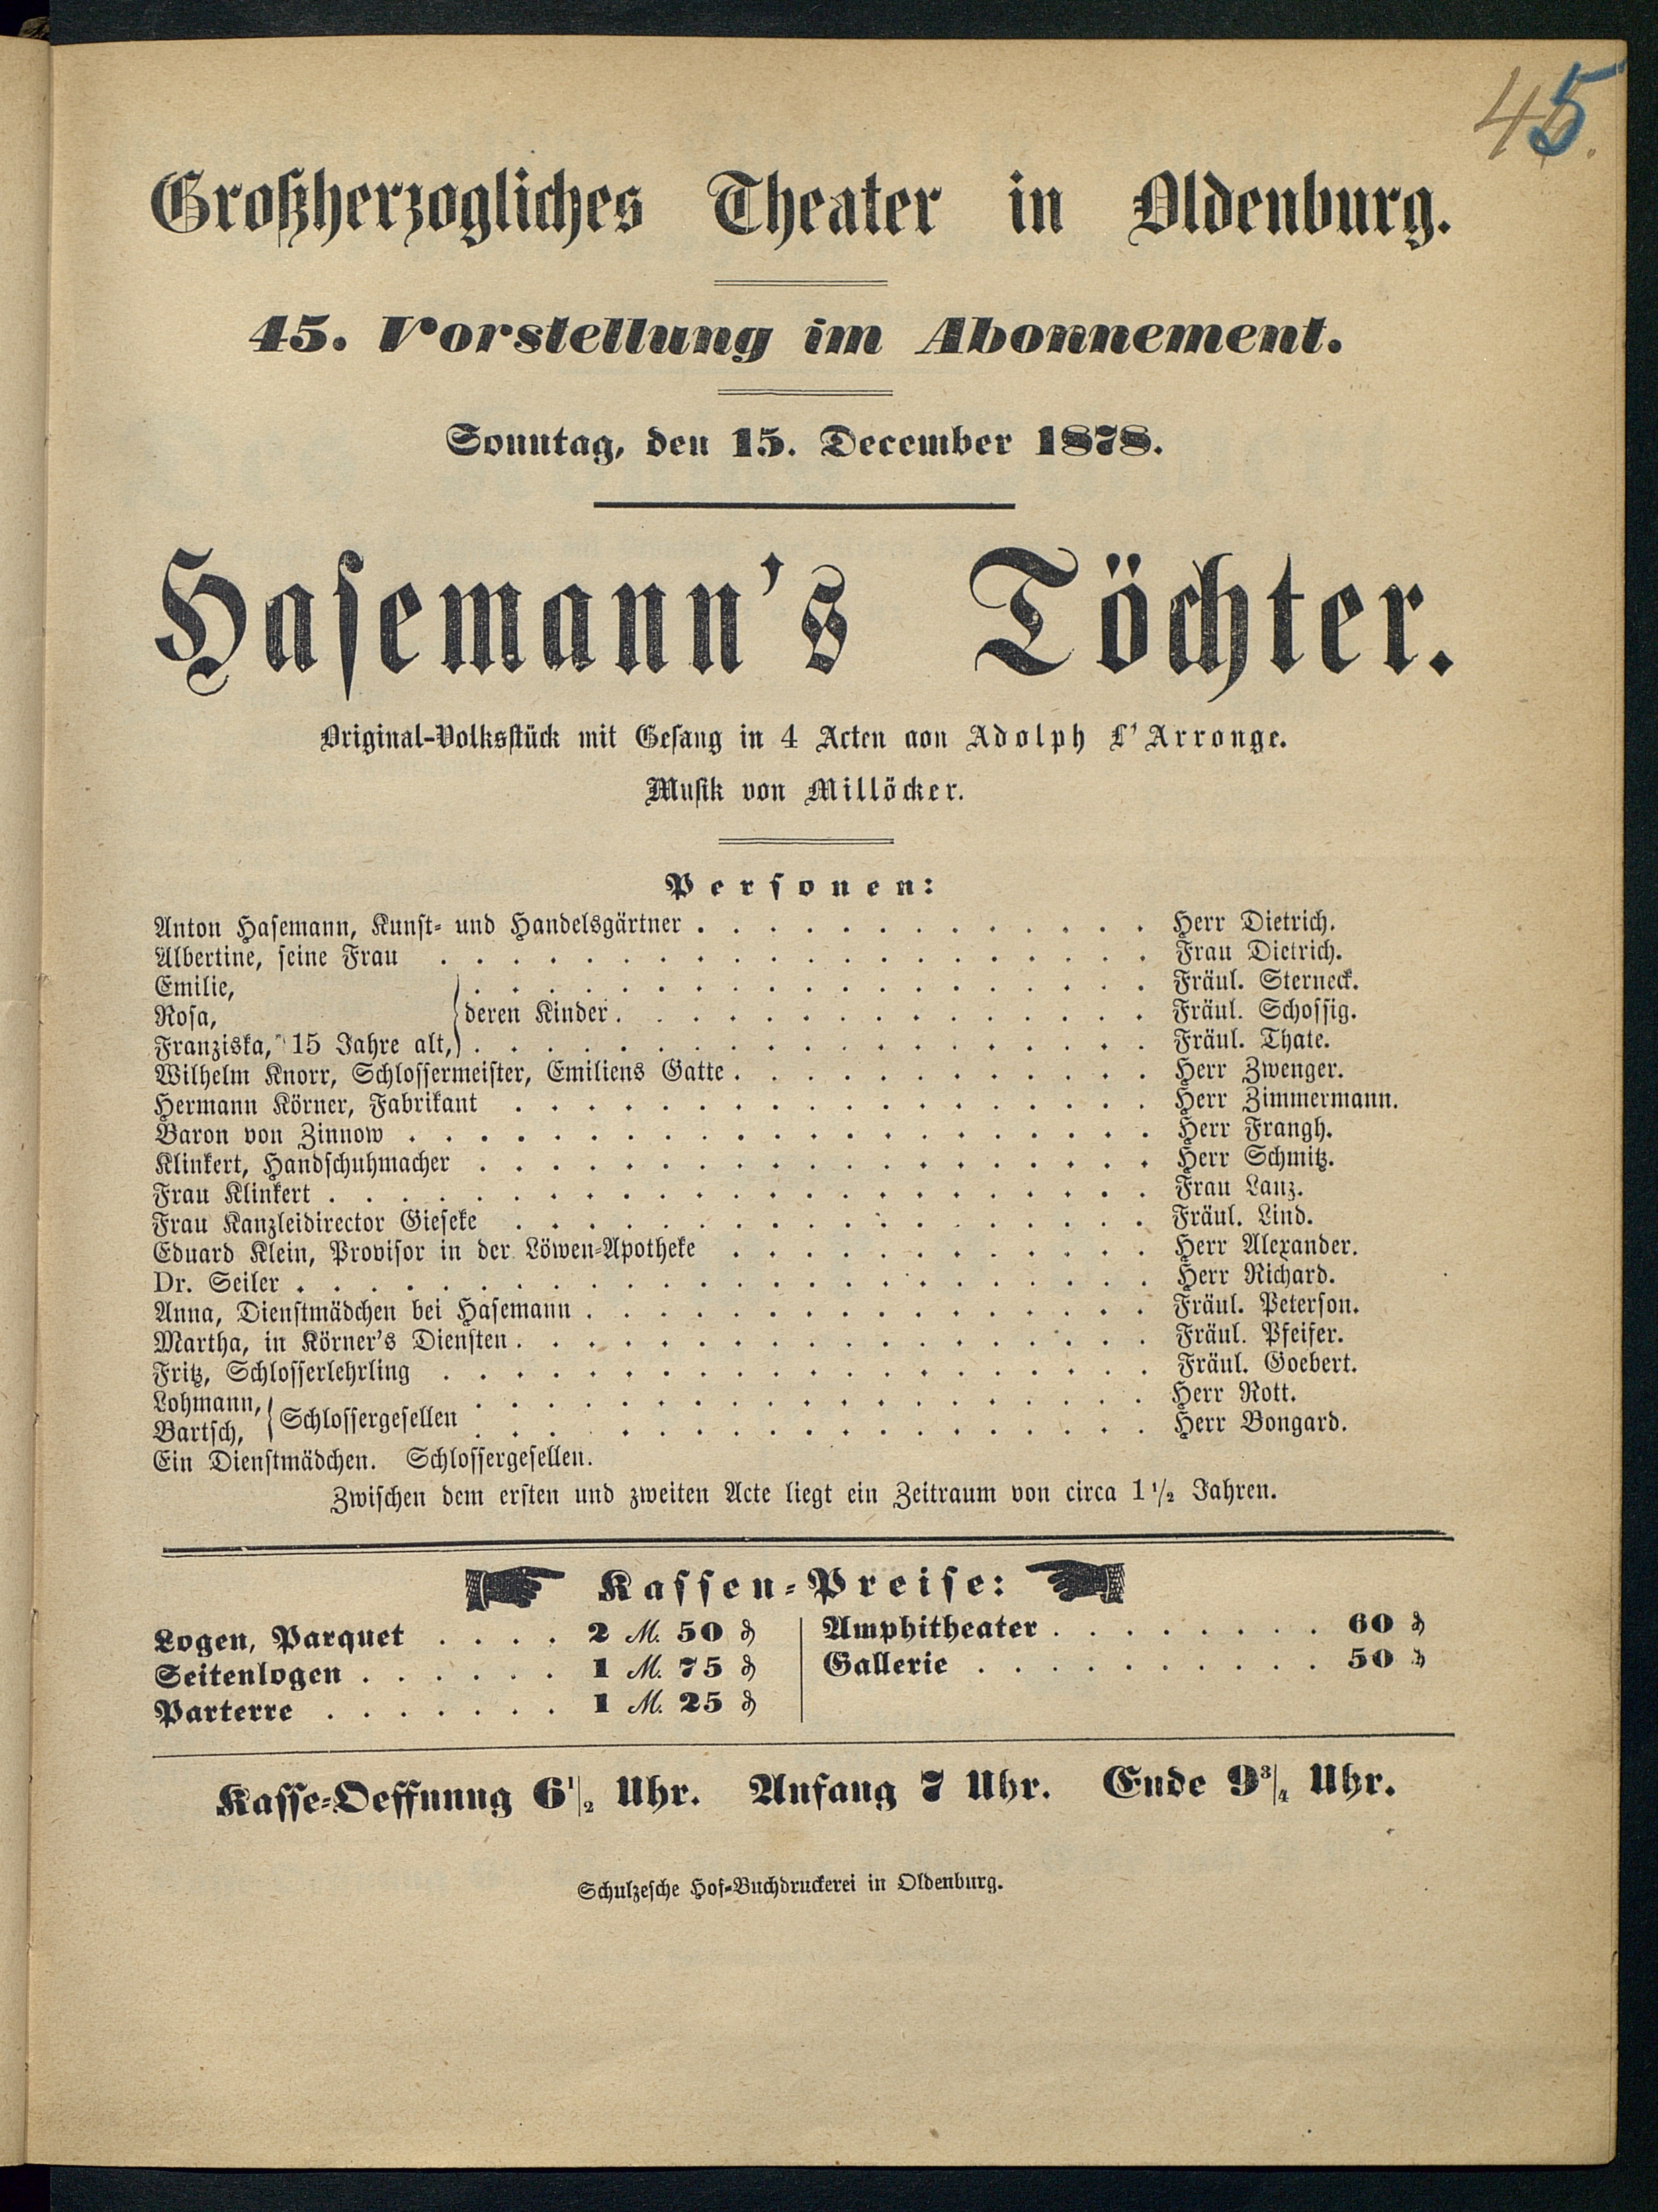 45.
Großherzogliches Theater in Oldenburg.
45. Vorstellung im Abonnement.
Sonntag, den 15. December 1878.
Hasemann's Töchter.
Original-Volksstück mit Gesang in 4 Acten aon Adolph L'Arronge.
Musik von Millöcker.
Personen:
Anton Hasemann, Kunst- und Handelsgärtner . . . . . . . . . . . . . Herr Dietrich.
Albertine, seine Frau . . . . . . . . . . . . . . . . . . . . Frau Dietrich.
Emilie, . . . . . . . . . . . . . . . . . . . Fräul. Sterneck.
Rosa, deren Kinder . . . . . . . . . . . . . . . Fräul. Schossig.
Franziska, 15 Jahre alt, . . . . . . . . . . . . . . . . . . . Fräul. Thate.
Wilhelm Knorr, Schlossermeister, Emiliens Gatte . . . . . . . . . . . . Herr Zwenger.
Hermann Körner, Fabrikant . . . . . . . . . . . . . . . . . . Herr Zimmermann.
Baron von Zinnow . . . . . . . . . . . . . . . . . . . . . Herr Frangh.
Klinkert, Handschuhmacher . . . . . . . . . . . . . . . . . . . Herr Schmitz.
Frau Klinkert . . . . . . . . . . . . . . . . . . . . . . . Frau Lanz.
Frau Kanzleidirector Gieseke . . . . . . . . . . . . . . . . . . Fräul. Lind.
Eduard Klein, Provisor in der Löwen-Apotheke . . . . . . . . . . . . Herr Alexander.
Dr. Seiler . . . . . . . . . . . . . . . . . . . . . . . . Herr Richard.
Anna, Dienstmädchen bei Hasemann . . . . . . . . . . . . . . . . Fräul. Peterson.
Martha, in Körner's Diensten . . . . . . . . . . . . . . . . . . Fräul. Pfeifer.
Fritz, Schlosserlehrling . . . . . . . . . . . . . . . . . . . . Fräul. Goebert.
Lohmann, . . . . . . . . . . . . . . . . . . . Herr Rott.
Bartsch, Schlossergesellen . . . . . . . . . . . . . . . . . . . Herr Bongard.
Ein Dienstmädchen. Schlossergesellen.
Zwischen dem ersten und zweiten Acte liegt ein Zeitraum von circa 1 1/2 Jahren.
Kassen-Preise:
Logen, Parquet . . . . 2 M. 50 ₰
Seitenlogen . . . . . . 1 M. 75 ₰
Parterre . . . . . . . 1 M. 25 ₰
Amphitheater . . . . . . . . 60 ₰
Gallerie . . . . . . . . . . 50 ₰
Kasse-Oeffnung 6 1/2 Uhr. Anfang 7 Uhr. Ende 9 3/4 Uhr.
Schulzesche Hof-Buchdruckerei in Oldenburg.